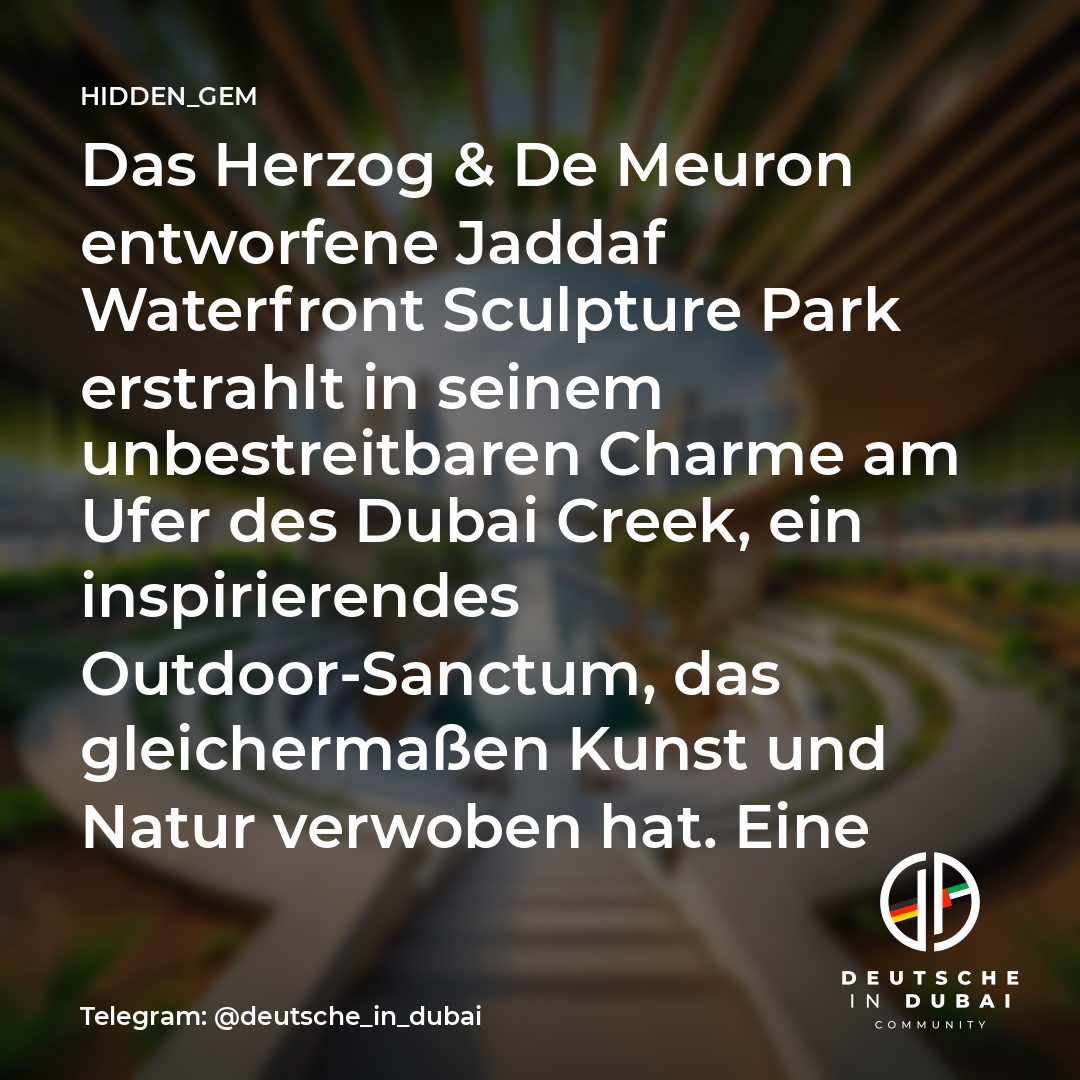 HIDDEN_GEM
Das Herzog & De Meuron
entworfene Jaddaf
Waterfront Sculpture Park
erstrahlt in seinem
unbestreitbaren Charme am
Ufer des Dubai Creek, ein
inspirierendes
Outdoor-Sanctum, das
gleichermaßen Kunst und
Natur verwoben hat. Eine
DEUTSCHE
IN DUBAI
COMMUNITY
Telegram: @deutsche_in_dubai